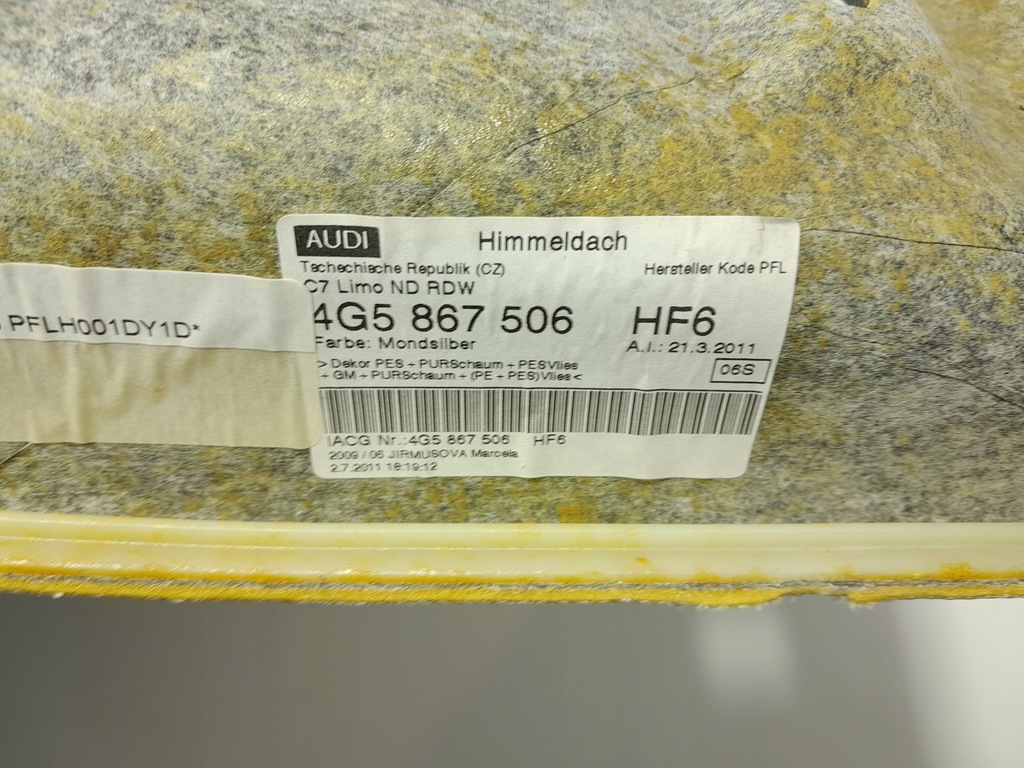 AUDI Himmeldach
Tschechische Republik (CZ) Hersteller Kode PFL
C7 Limo ND RDW
4G5 867 506 HF6
Farbe: Mondsilber A.I.: 21.3.2011
> Dekor PES + PURSchaum + PESVlies
+ GM + PURSchaum + (PE + PES)Vlies <
06S
IACG Nr.:4G5 867 506 HF6
2009 / 06 JIRMUSOVA Marcela
2.7.2011 18:19:12
PFLH001DY1D*